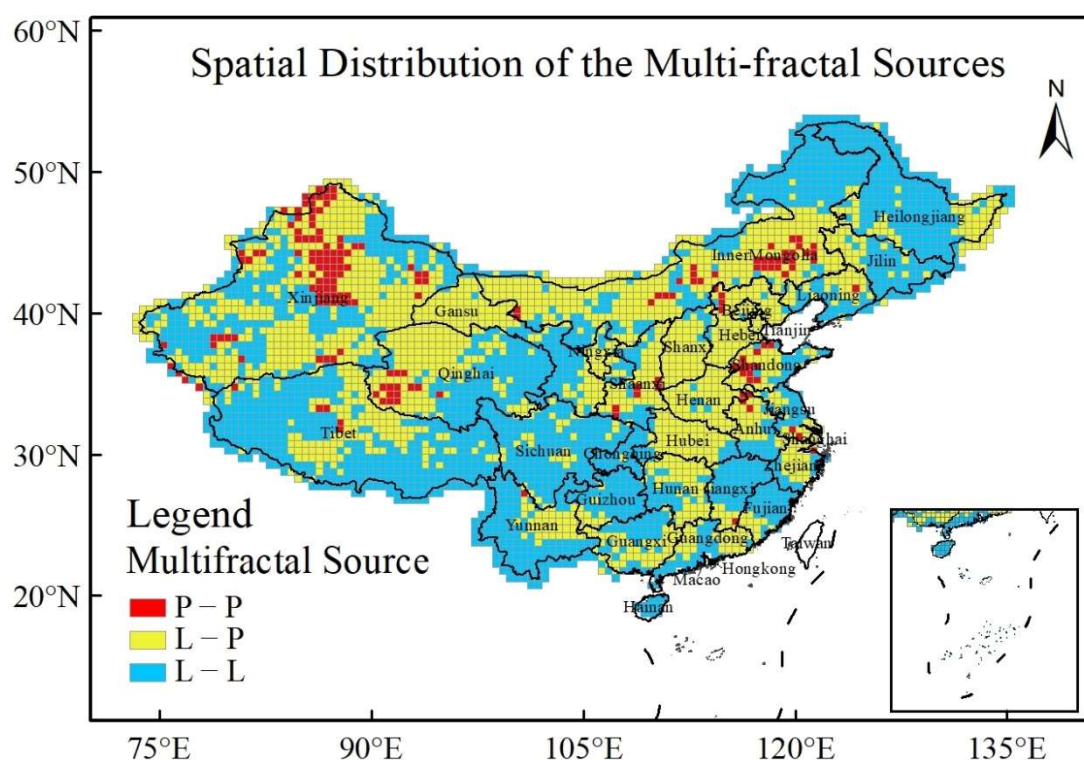 60°N
Spatial Distribution of the Multi-fractal Sources
N
50°N
Heilongjiang
InnerMongolia
Jilin
Xinjiang
Liaoning
Gansu
Beijing
40°N
Tianjin
Hebei
Ningxia
Shanxi
Shandong
Qinghai
Shaanxi
Henan
Jiangsu
Tibet
Anhui
Shanghai
Hubei
30°N
Sichuan
Chongqing
Zhejiang
Hunan
Jiangxi
Guizhou
Fujian
Legend
Yunnan
Guangxi
Guangdong
Taiwan
Multifractal Source
Hongkong
Macao
20°N
P – P
Hainan
L – P
L – L
75°E 90°E 105°E 120°E 135°E